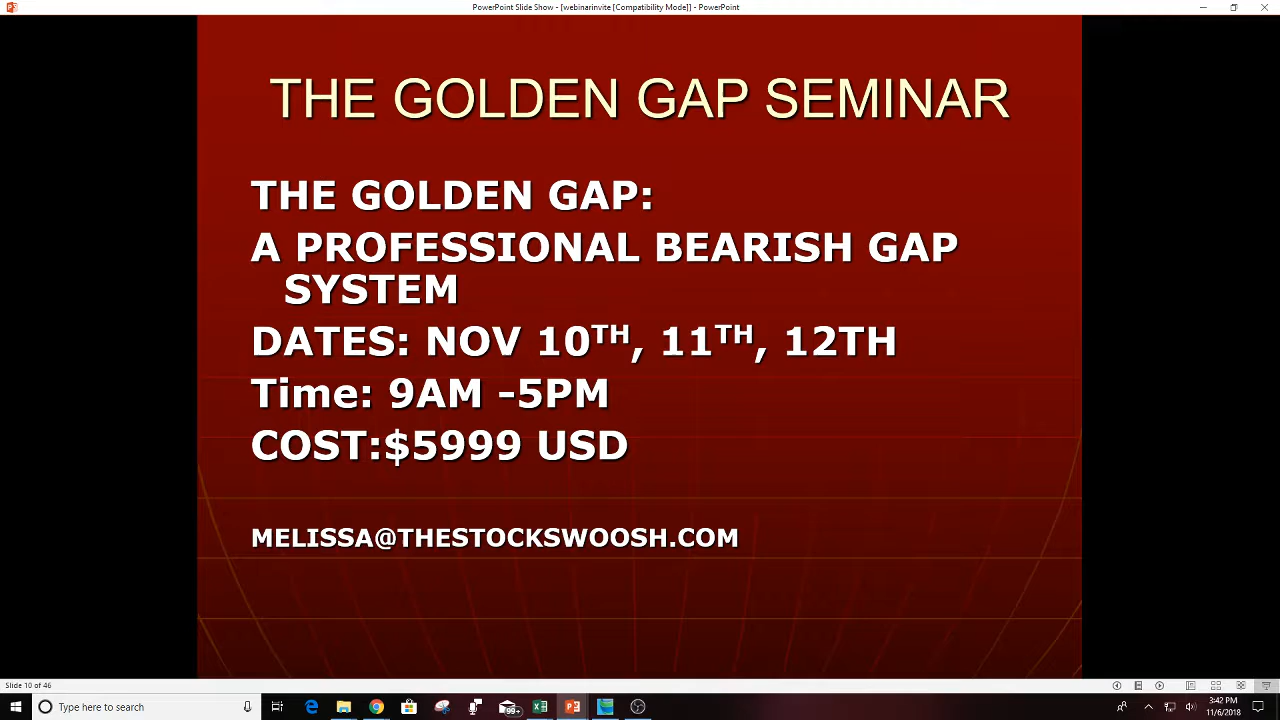 PowerPoint Slide Show - [webinarinvite [Compatibility Mode]] - PowerPoint
THE GOLDEN GAP SEMINAR
THE GOLDEN GAP:
A PROFESSIONAL BEARISH GAP
SYSTEM
DATES: NOV 10TH, 11TH, 12TH
Time: 9AM -5PM
COST:$5999 USD
MELISSA@THESTOCKSWOOSH.COM
Slide 10 of 46
Type here to search
99+
3:42 PM
11/6/2018